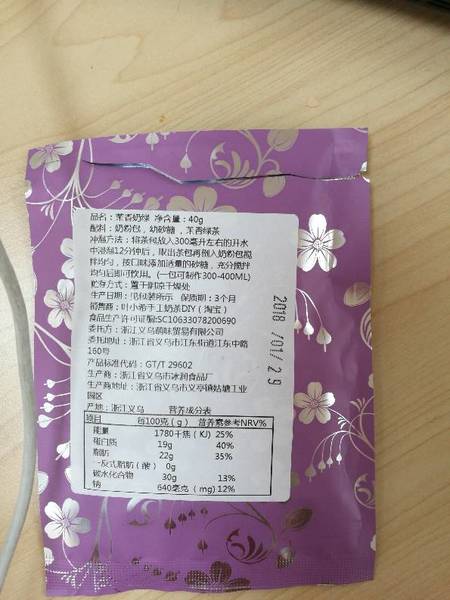 品名：茉香奶绿 净含量：40g
配料：奶粉包，幼砂糖，茉香绿茶
冲泡方法：将茶包放入300毫升左右的开水
中浸泡12分钟后，取出茶包再倒入奶粉包搅
拌均匀，按口味添加适量的砂糖，充分搅拌
均匀后即可饮用。(一包可制作300-400ML)
贮存方式：置于阴凉干燥处
生产日期：见包装所示 保质期：3个月
销售商：叶小希手工奶茶DIY（淘宝）
食品生产许可证编:SC10633078200690
委托方：浙江义乌萌味贸易有限公司
委托地址：浙江省义乌市江东街道江东中路
160号
产品标准代码：GT/T 29602
生产商：浙江省义乌市冰润食品厂
生产商地址：浙江省义乌市义亭镇姑塘工业
园区
产地：浙江义乌 营养成分表
项目 每100克(g) 营养素参考NRV%
能量 1780千焦(KJ) 25%
蛋白质 19g 40%
脂肪 22g 35%
-反式脂肪（酸） 0g
碳水化合物 30g 13%
钠 640毫克(mg) 12%
2018/01/29